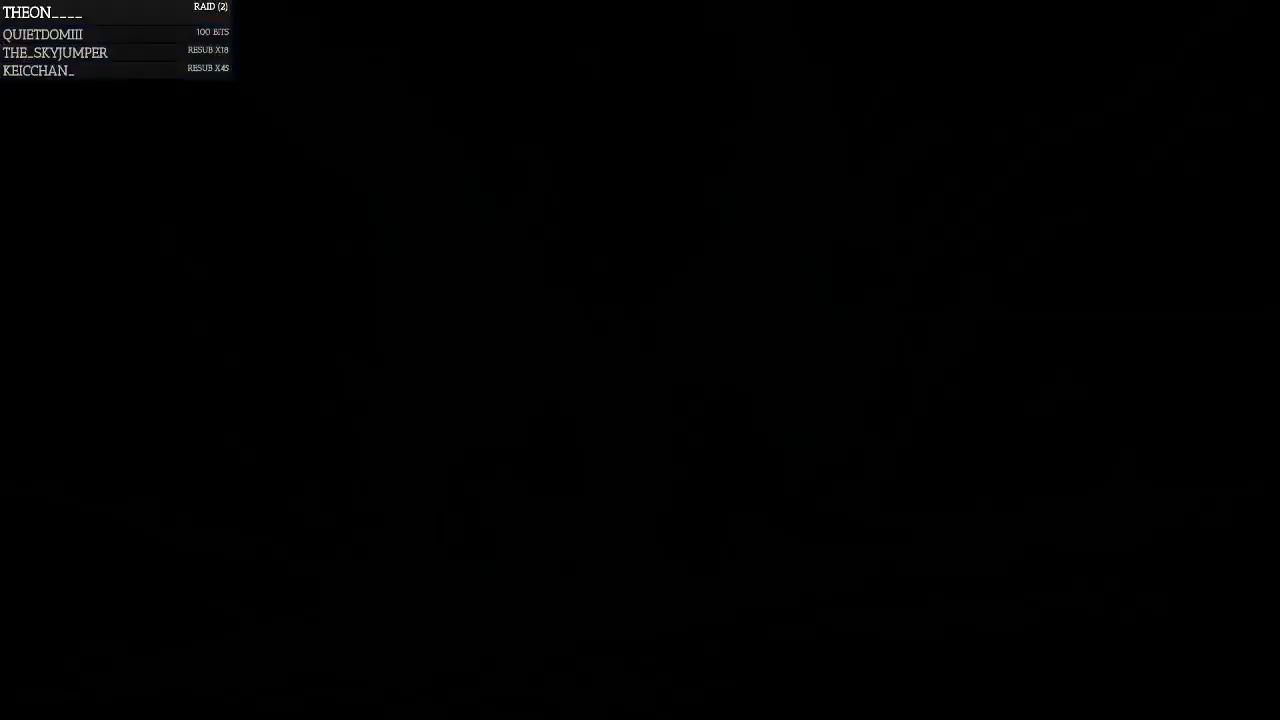 THEON____ RAID (2)
QUIETDOMIII 100 BITS
THE_SKYJUMPER RESUB X18
KEICCHAN_ RESUB X45